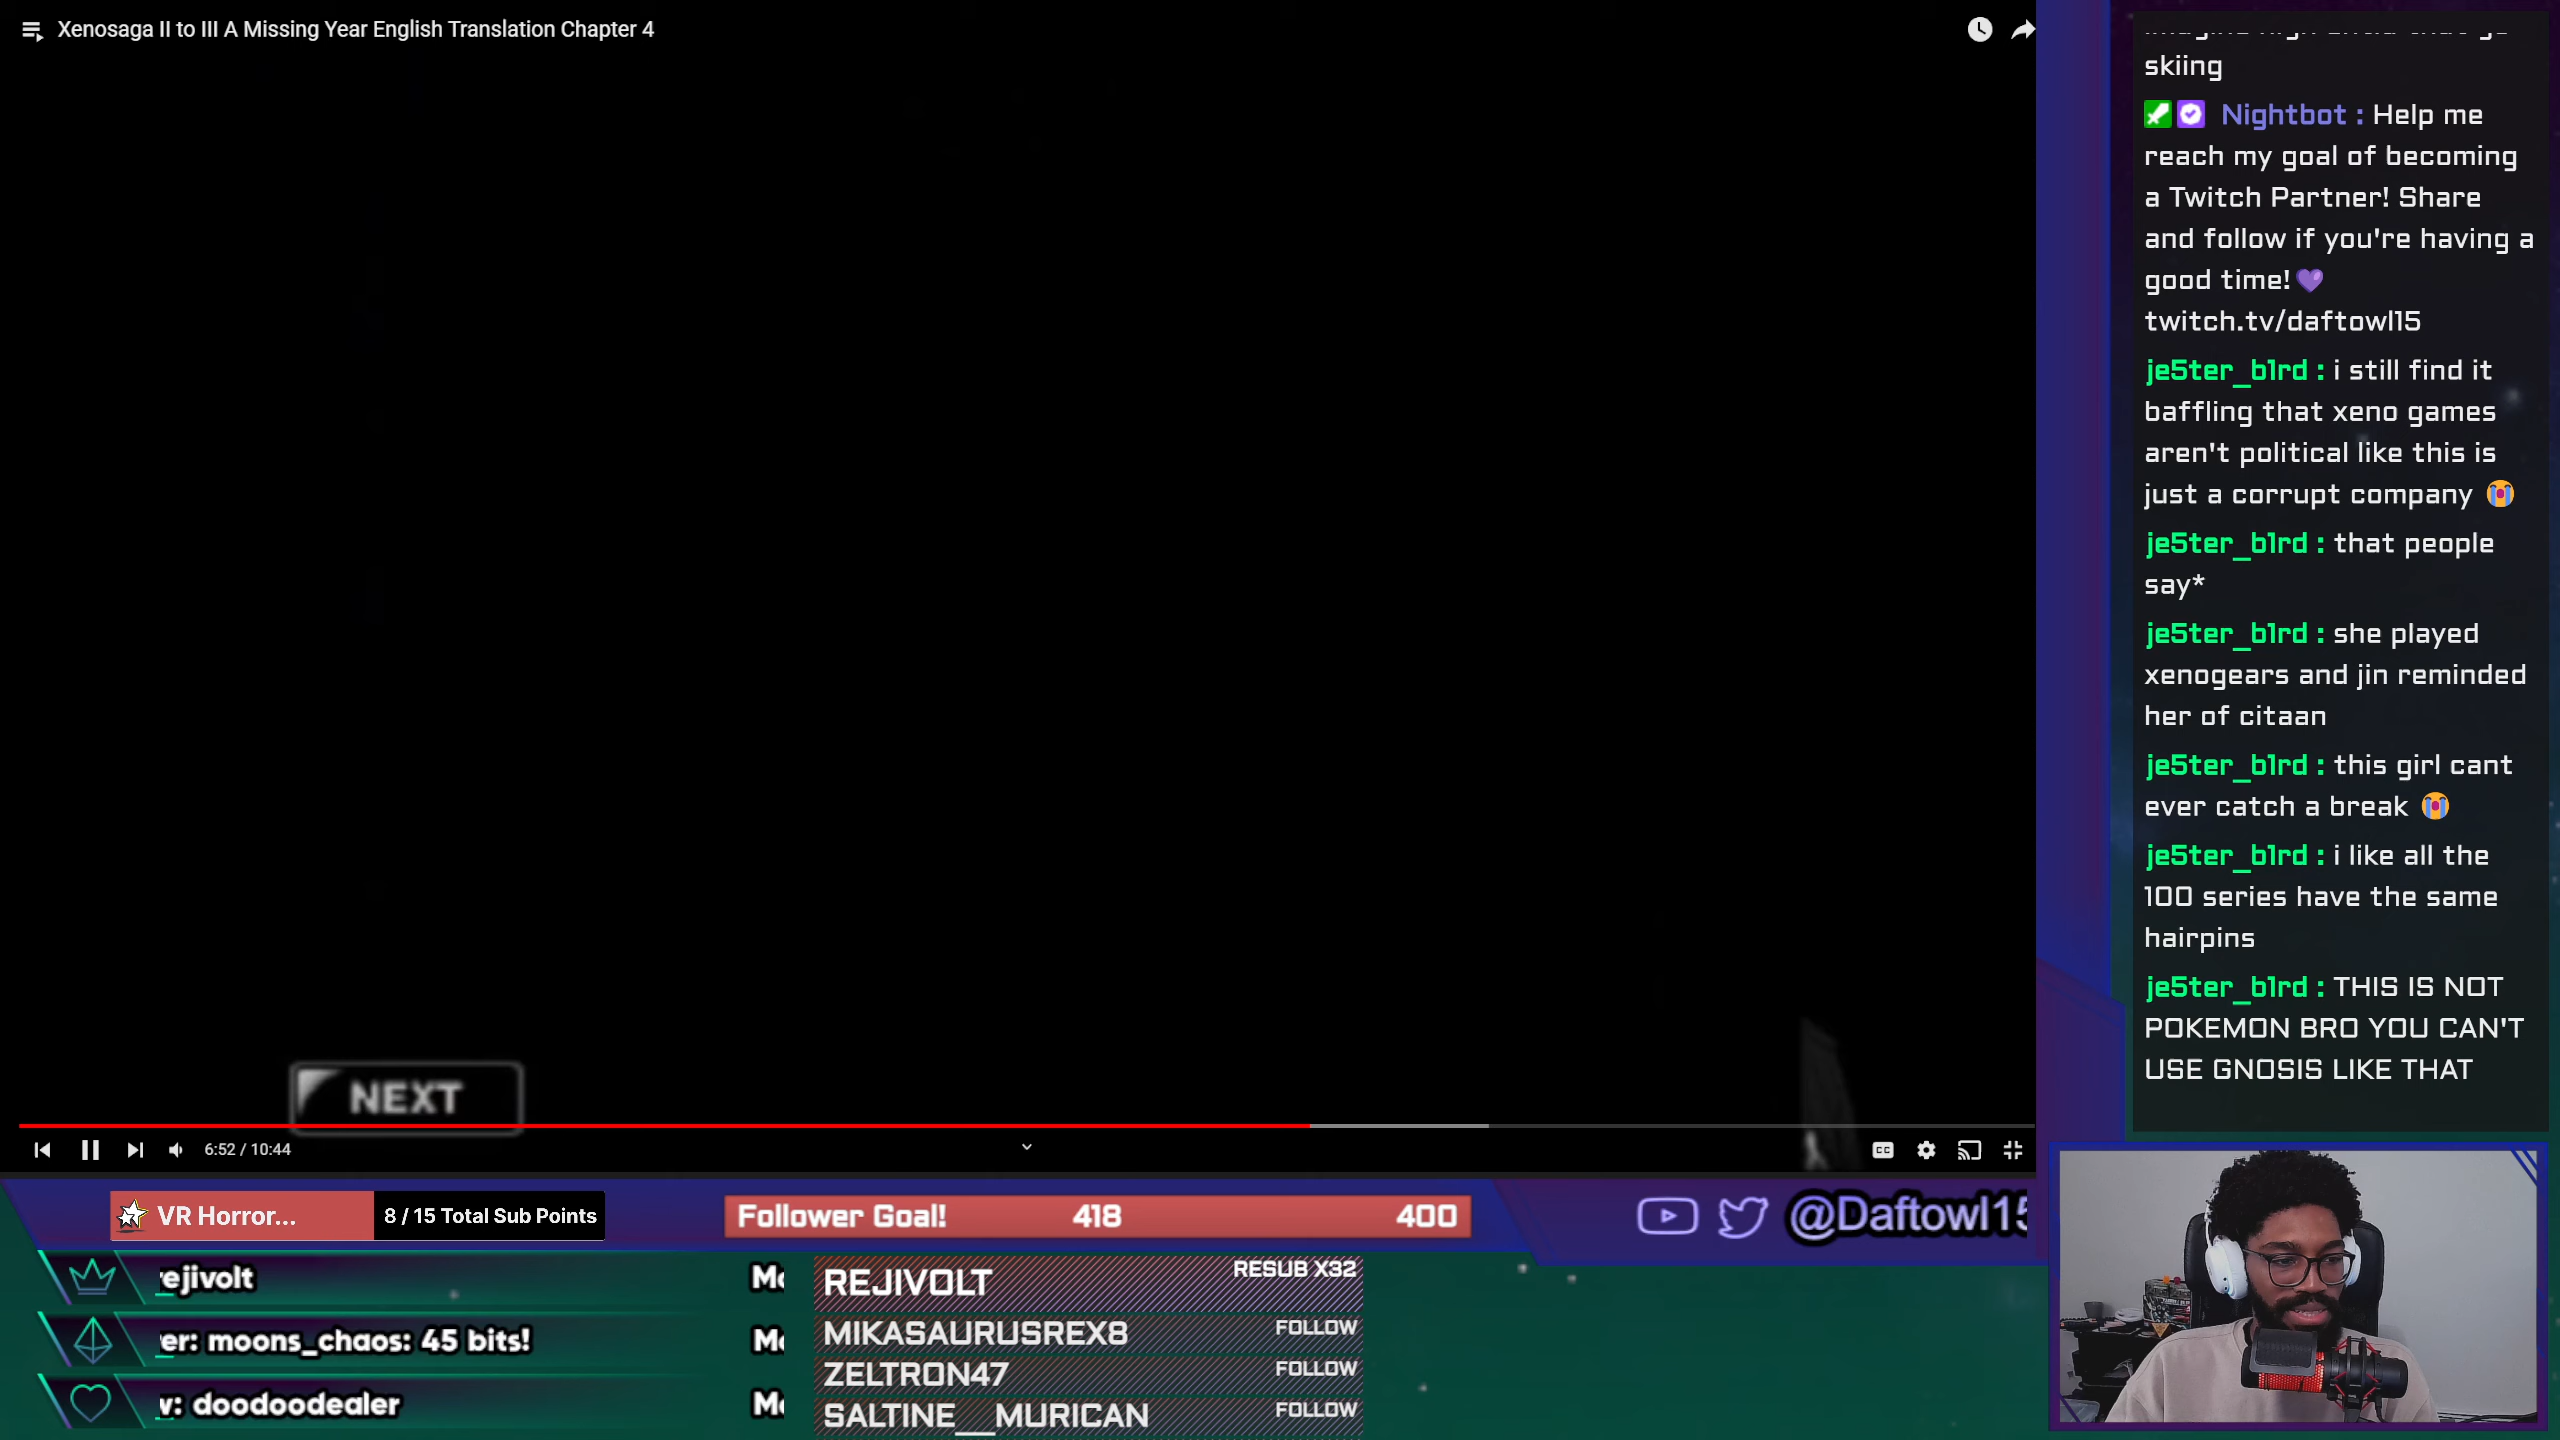 Xenosaga II to III A Missing Year English Translation Chapter 4
NEXT
6:52 / 10:44
CC
skiing
Nightbot : Help me
reach my goal of becoming
a Twitch Partner! Share
and follow if you're having a
good time!💜
twitch.tv/daftowl15
je5ter_b1rd : i still find it
baffling that xeno games
aren't political like this is
just a corrupt company 😭
je5ter_b1rd : that people
say*
je5ter_b1rd : she played
xenogears and jin reminded
her of citaan
je5ter_b1rd : this girl cant
ever catch a break 😭
je5ter_b1rd : i like all the
100 series have the same
hairpins
je5ter_b1rd : THIS IS NOT
POKEMON BRO YOU CAN'T
USE GNOSIS LIKE THAT
VR Horror... 8 / 15 Total Sub Points
Follower Goal! 418 400
@Daftowl15
rejivolt
er: moons_chaos: 45 bits!
w: doodoodealer
REJIVOLT RESUB X32
MIKASAURUSREX8 FOLLOW
ZELTRON47 FOLLOW
SALTINE__MURICAN FOLLOW